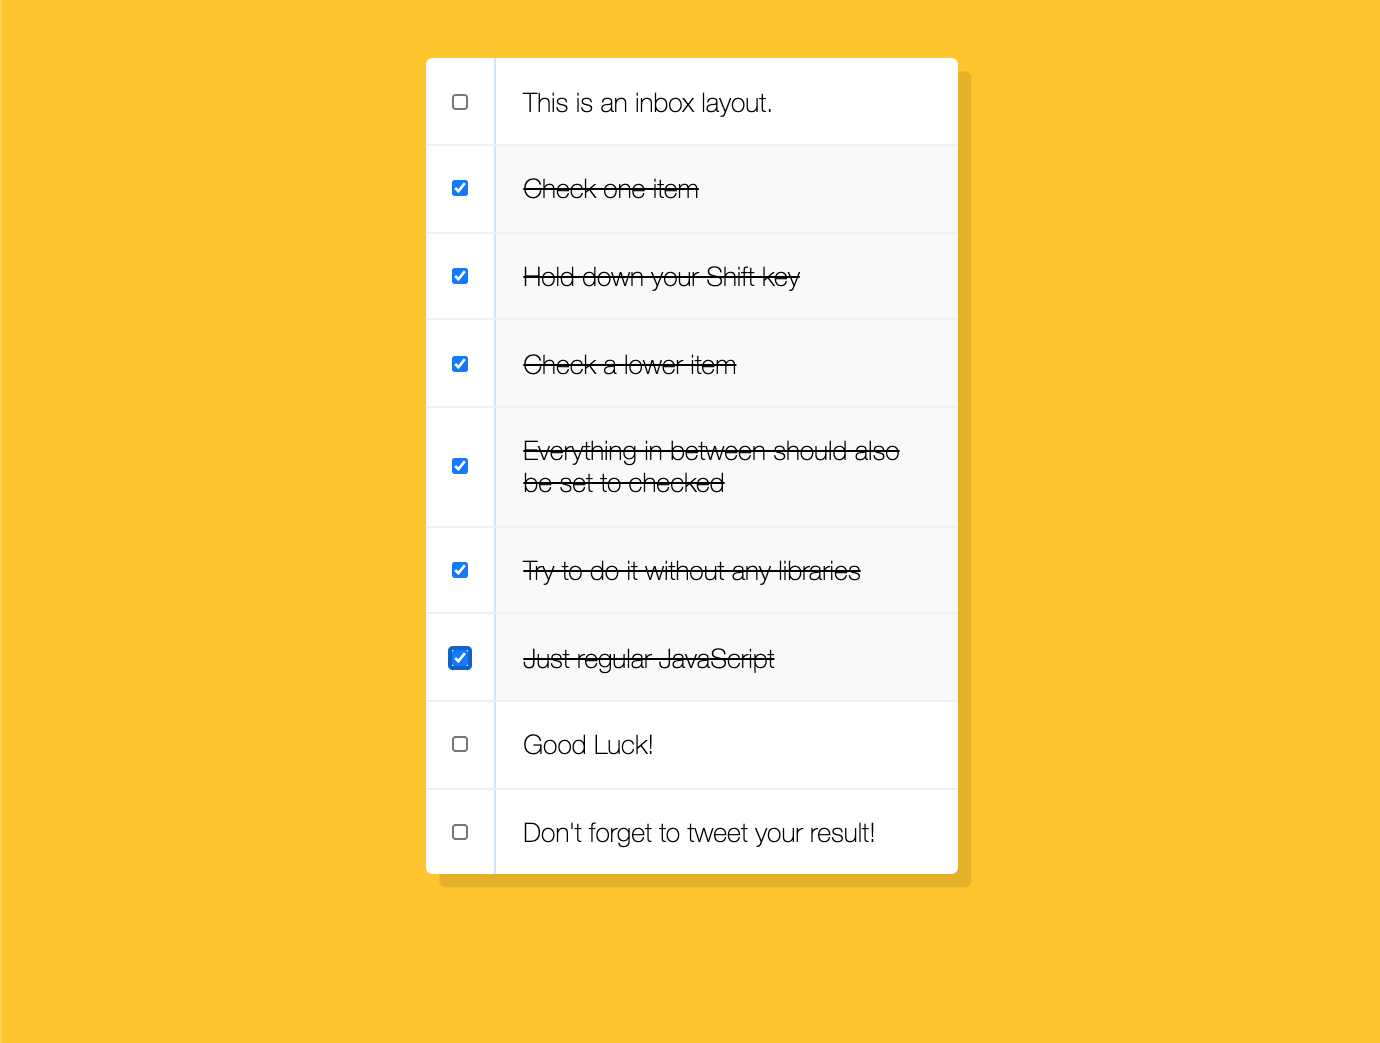 This is an inbox layout.
Check one item
Hold down your Shift key
Check a lower item
Everything in between should also
be set to checked
Try to do it without any libraries
Just regular JavaScript
Good Luck!
Don't forget to tweet your result!